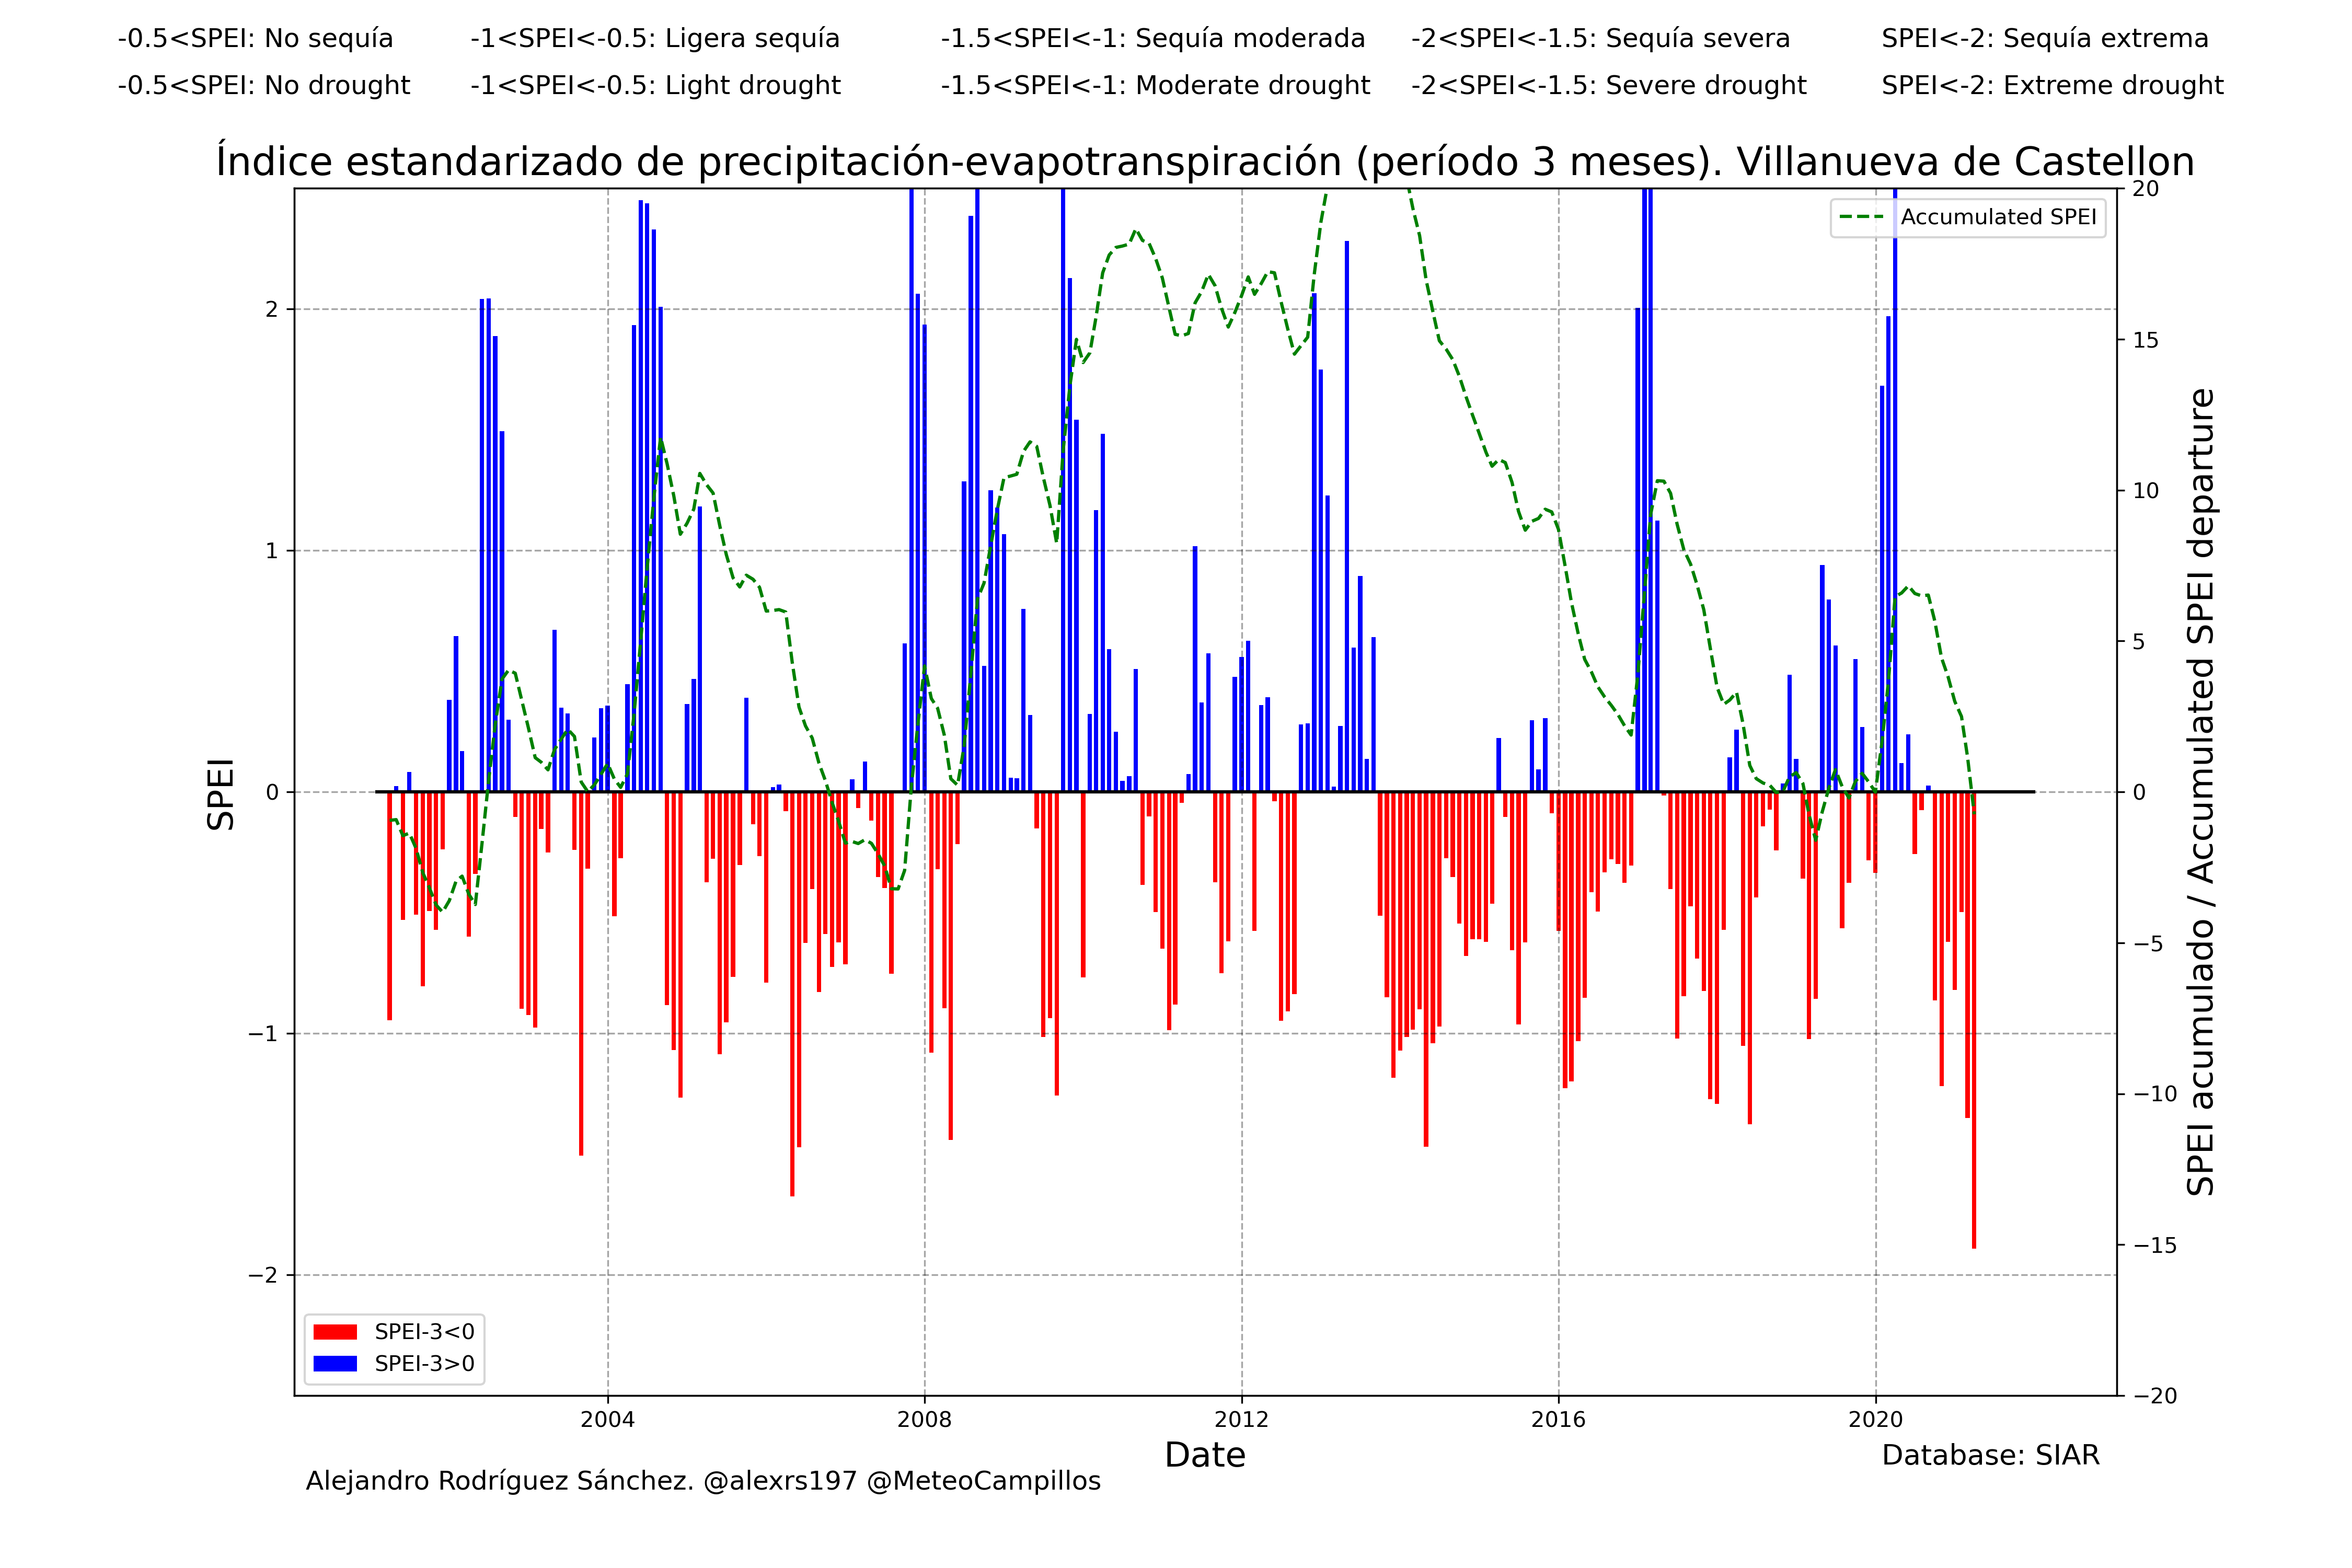 -0.5<SPEI: No sequía -1<SPEI<-0.5: Ligera sequía -1.5<SPEI<-1: Sequía moderada -2<SPEI<-1.5: Sequía severa SPEI<-2: Sequía extrema
-0.5<SPEI: No drought -1<SPEI<-0.5: Light drought -1.5<SPEI<-1: Moderate drought -2<SPEI<-1.5: Severe drought SPEI<-2: Extreme drought
Índice estandarizado de precipitación-evapotranspiración (período 3 meses). Villanueva de Castellon
Accumulated SPEI
SPEI
2
1
0
−1
−2
20
15
10
5
0
−5
−10
−15
−20
SPEI acumulado / Accumulated SPEI departure
SPEI-3<0
SPEI-3>0
2004 2008 2012 2016 2020
Date
Database: SIAR
Alejandro Rodríguez Sánchez. @alexrs197 @MeteoCampillos